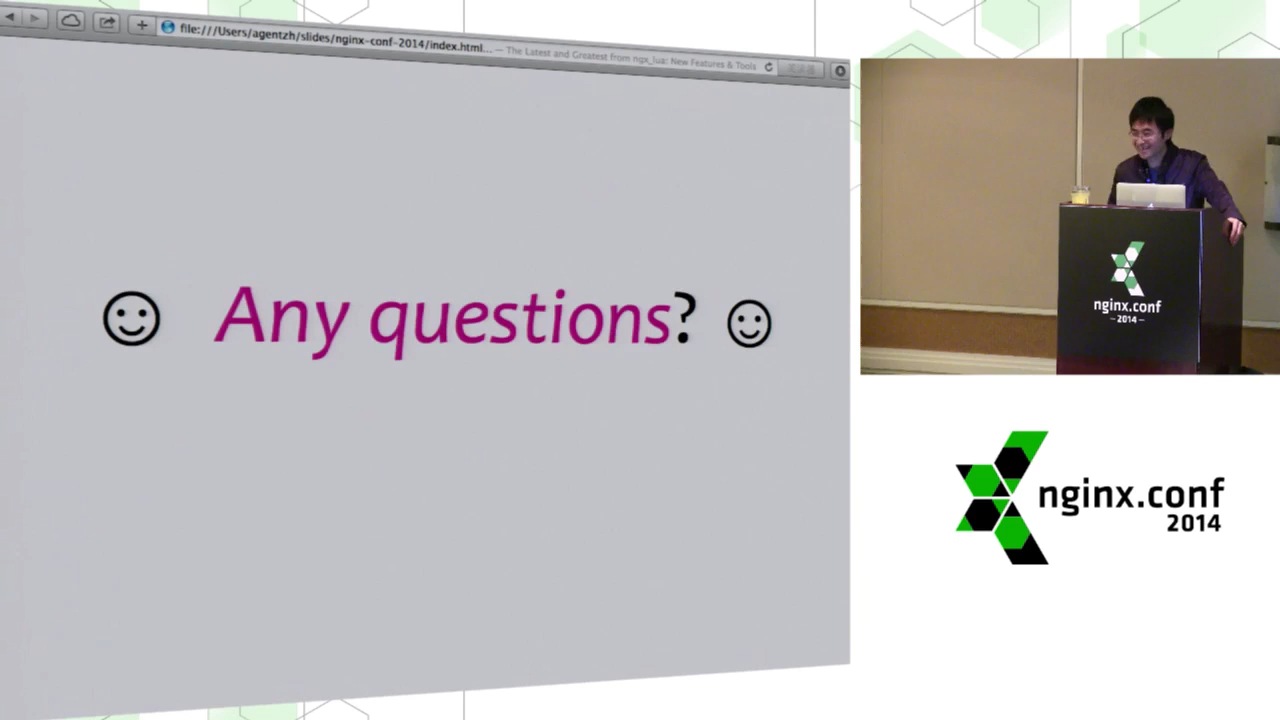 file:///Users/agentzh/slides/nginx-conf-2014/index.html... — The Latest and Greatest from ngx_lua: New Features & Tools
☺ Any questions? ☺
nginx.conf
—2014—
nginx.conf
2014